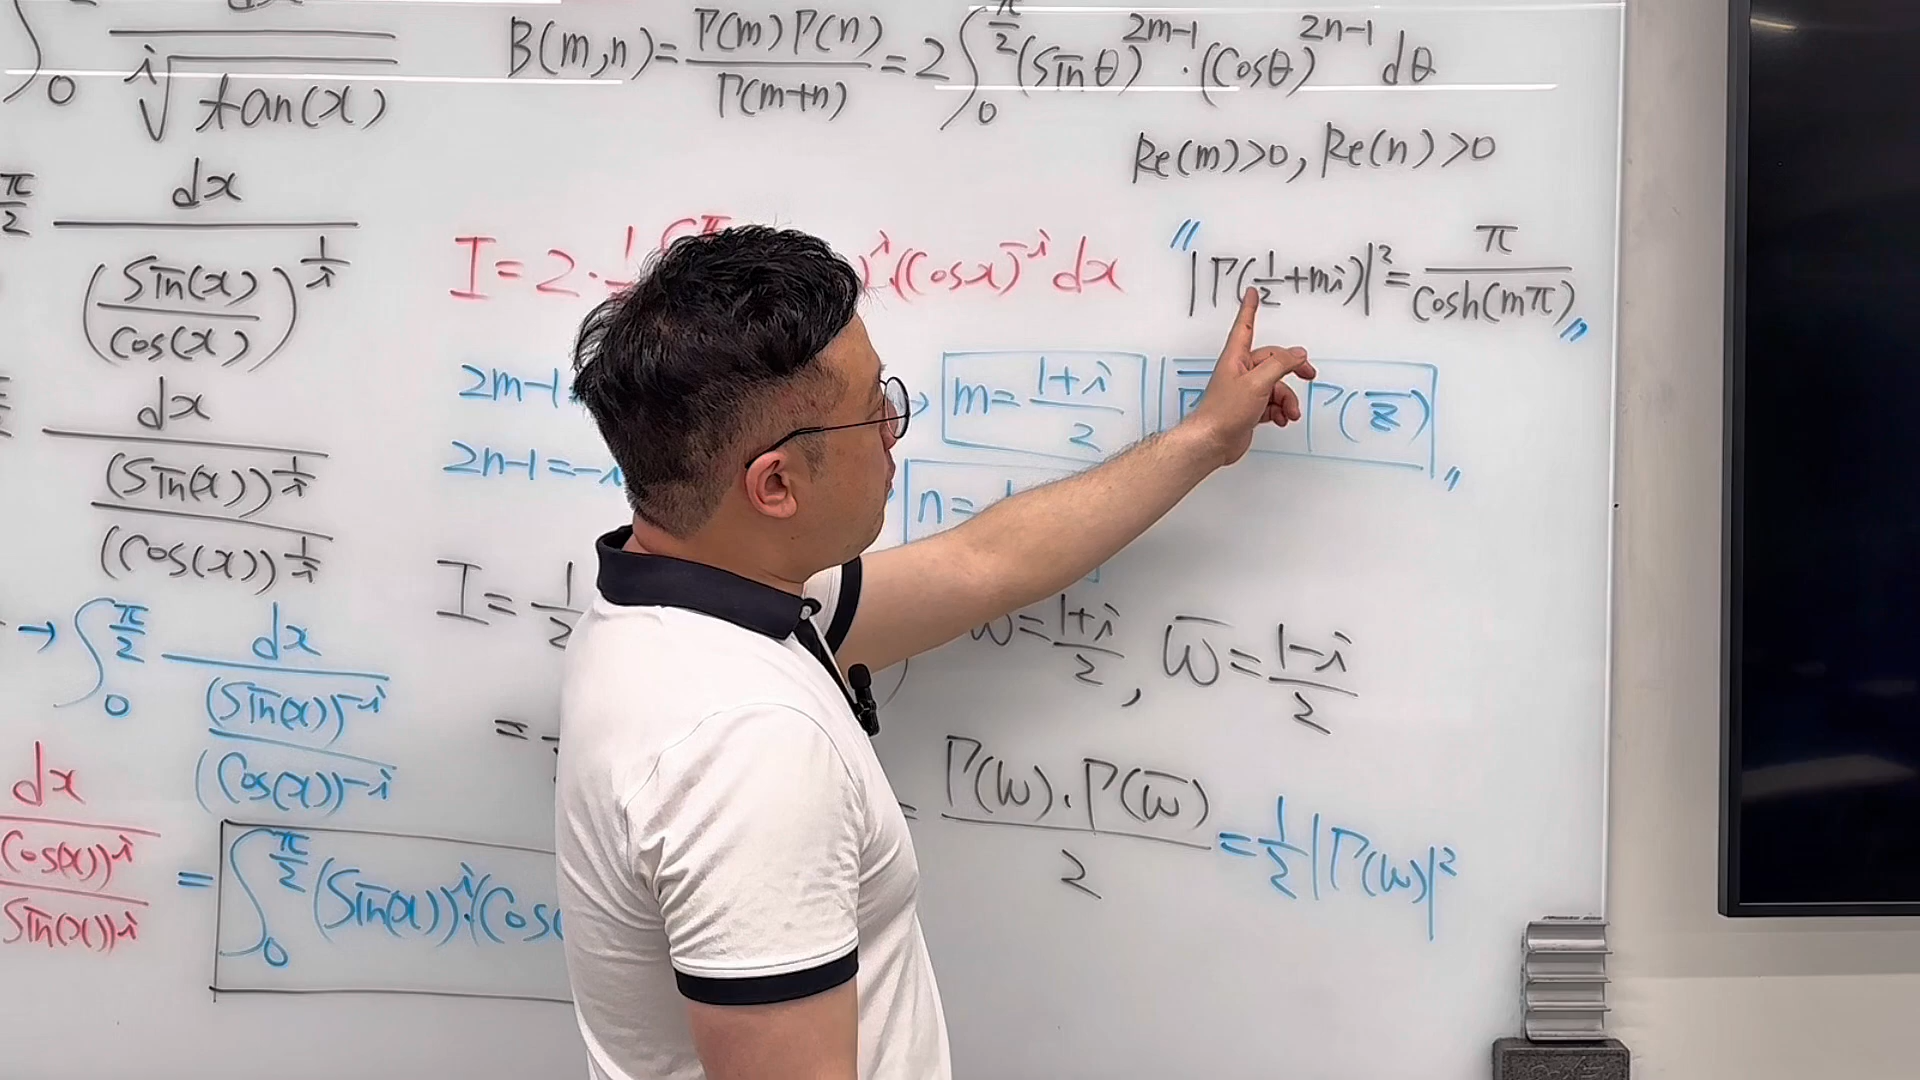 ∫₀ dx / ⁱ√tan(x)
B(m,n) = Γ(m)Γ(n) / Γ(m+n) = 2∫₀^(π/2) (sinθ)^(2m-1)·(cosθ)^(2n-1) dθ
Re(m)>0, Re(n)>0
π/2 dx / (sin(x)/cos(x))^(1/i)
dx / ((sin(x))^(1/i) / (cos(x))^(1/i))
→ ∫₀^(π/2) dx / ((sin(x))^(-i) / (cos(x))^(-i))
dx / ((cos(x))^i / (sin(x))^i) = ∫₀^(π/2) (sin(x))^i·(cos(
I = 2· ^i·(cosx)^(-i) dx
"|Γ(1/2+mi)|² = π / cosh(mπ)"
2m-1 → m = (1+i)/2
Γ(z̄)"
2n-1=-i n=
I = 1/2
= w = (1+i)/2, w̄ = (1-i)/2
= Γ(w)·Γ(w̄) / 2 = 1/2|Γ(w)|²